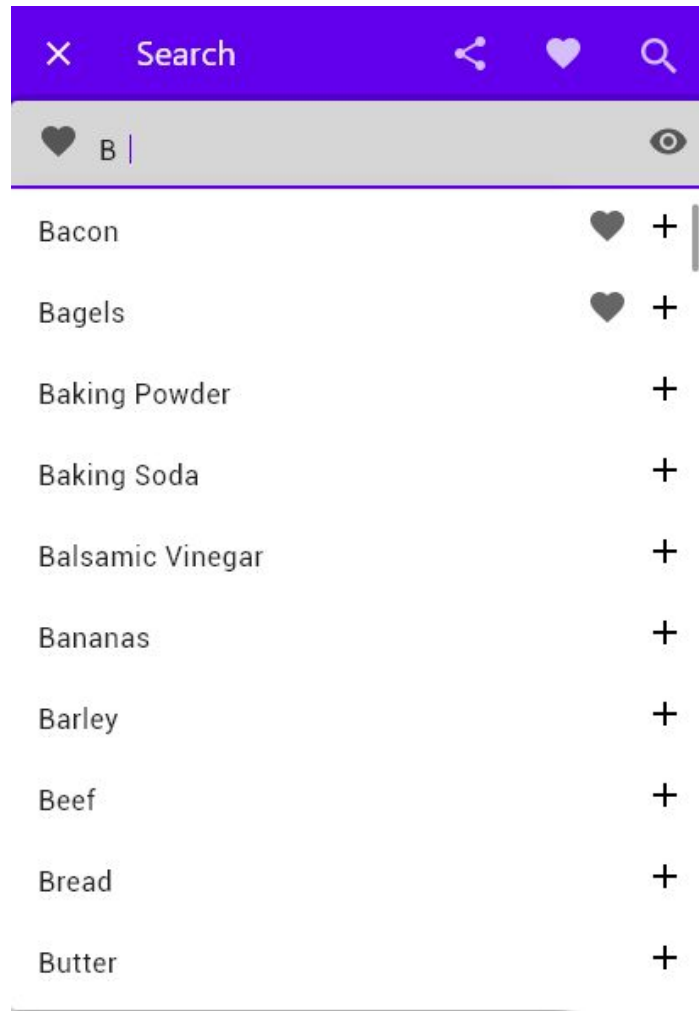 Search
B
Bacon
Bagels
Baking Powder
Baking Soda
Balsamic Vinegar
Bananas
Barley
Beef
Bread
Butter